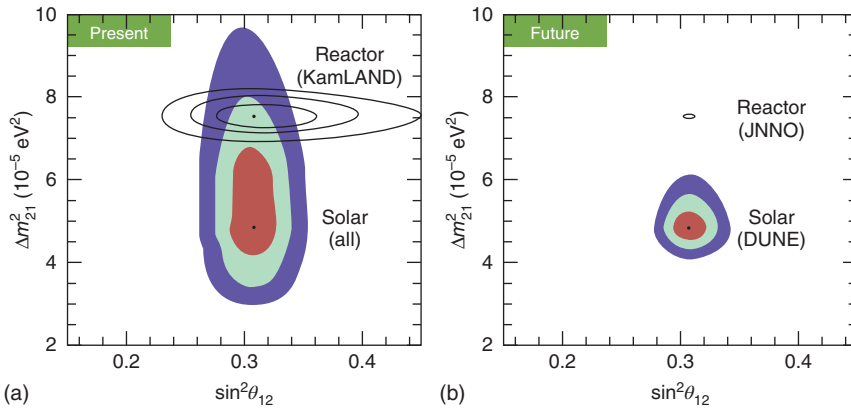 Present
Reactor
(KamLAND)
Solar
(all)
10
8
6
4
2
0.2
0.3
0.4
Δm²₂₁ (10⁻⁵ eV²)
sin²θ₁₂
(a)
Future
Reactor
(JNNO)
Solar
(DUNE)
10
8
6
4
2
0.2
0.3
0.4
Δm²₂₁ (10⁻⁵ eV²)
sin²θ₁₂
(b)